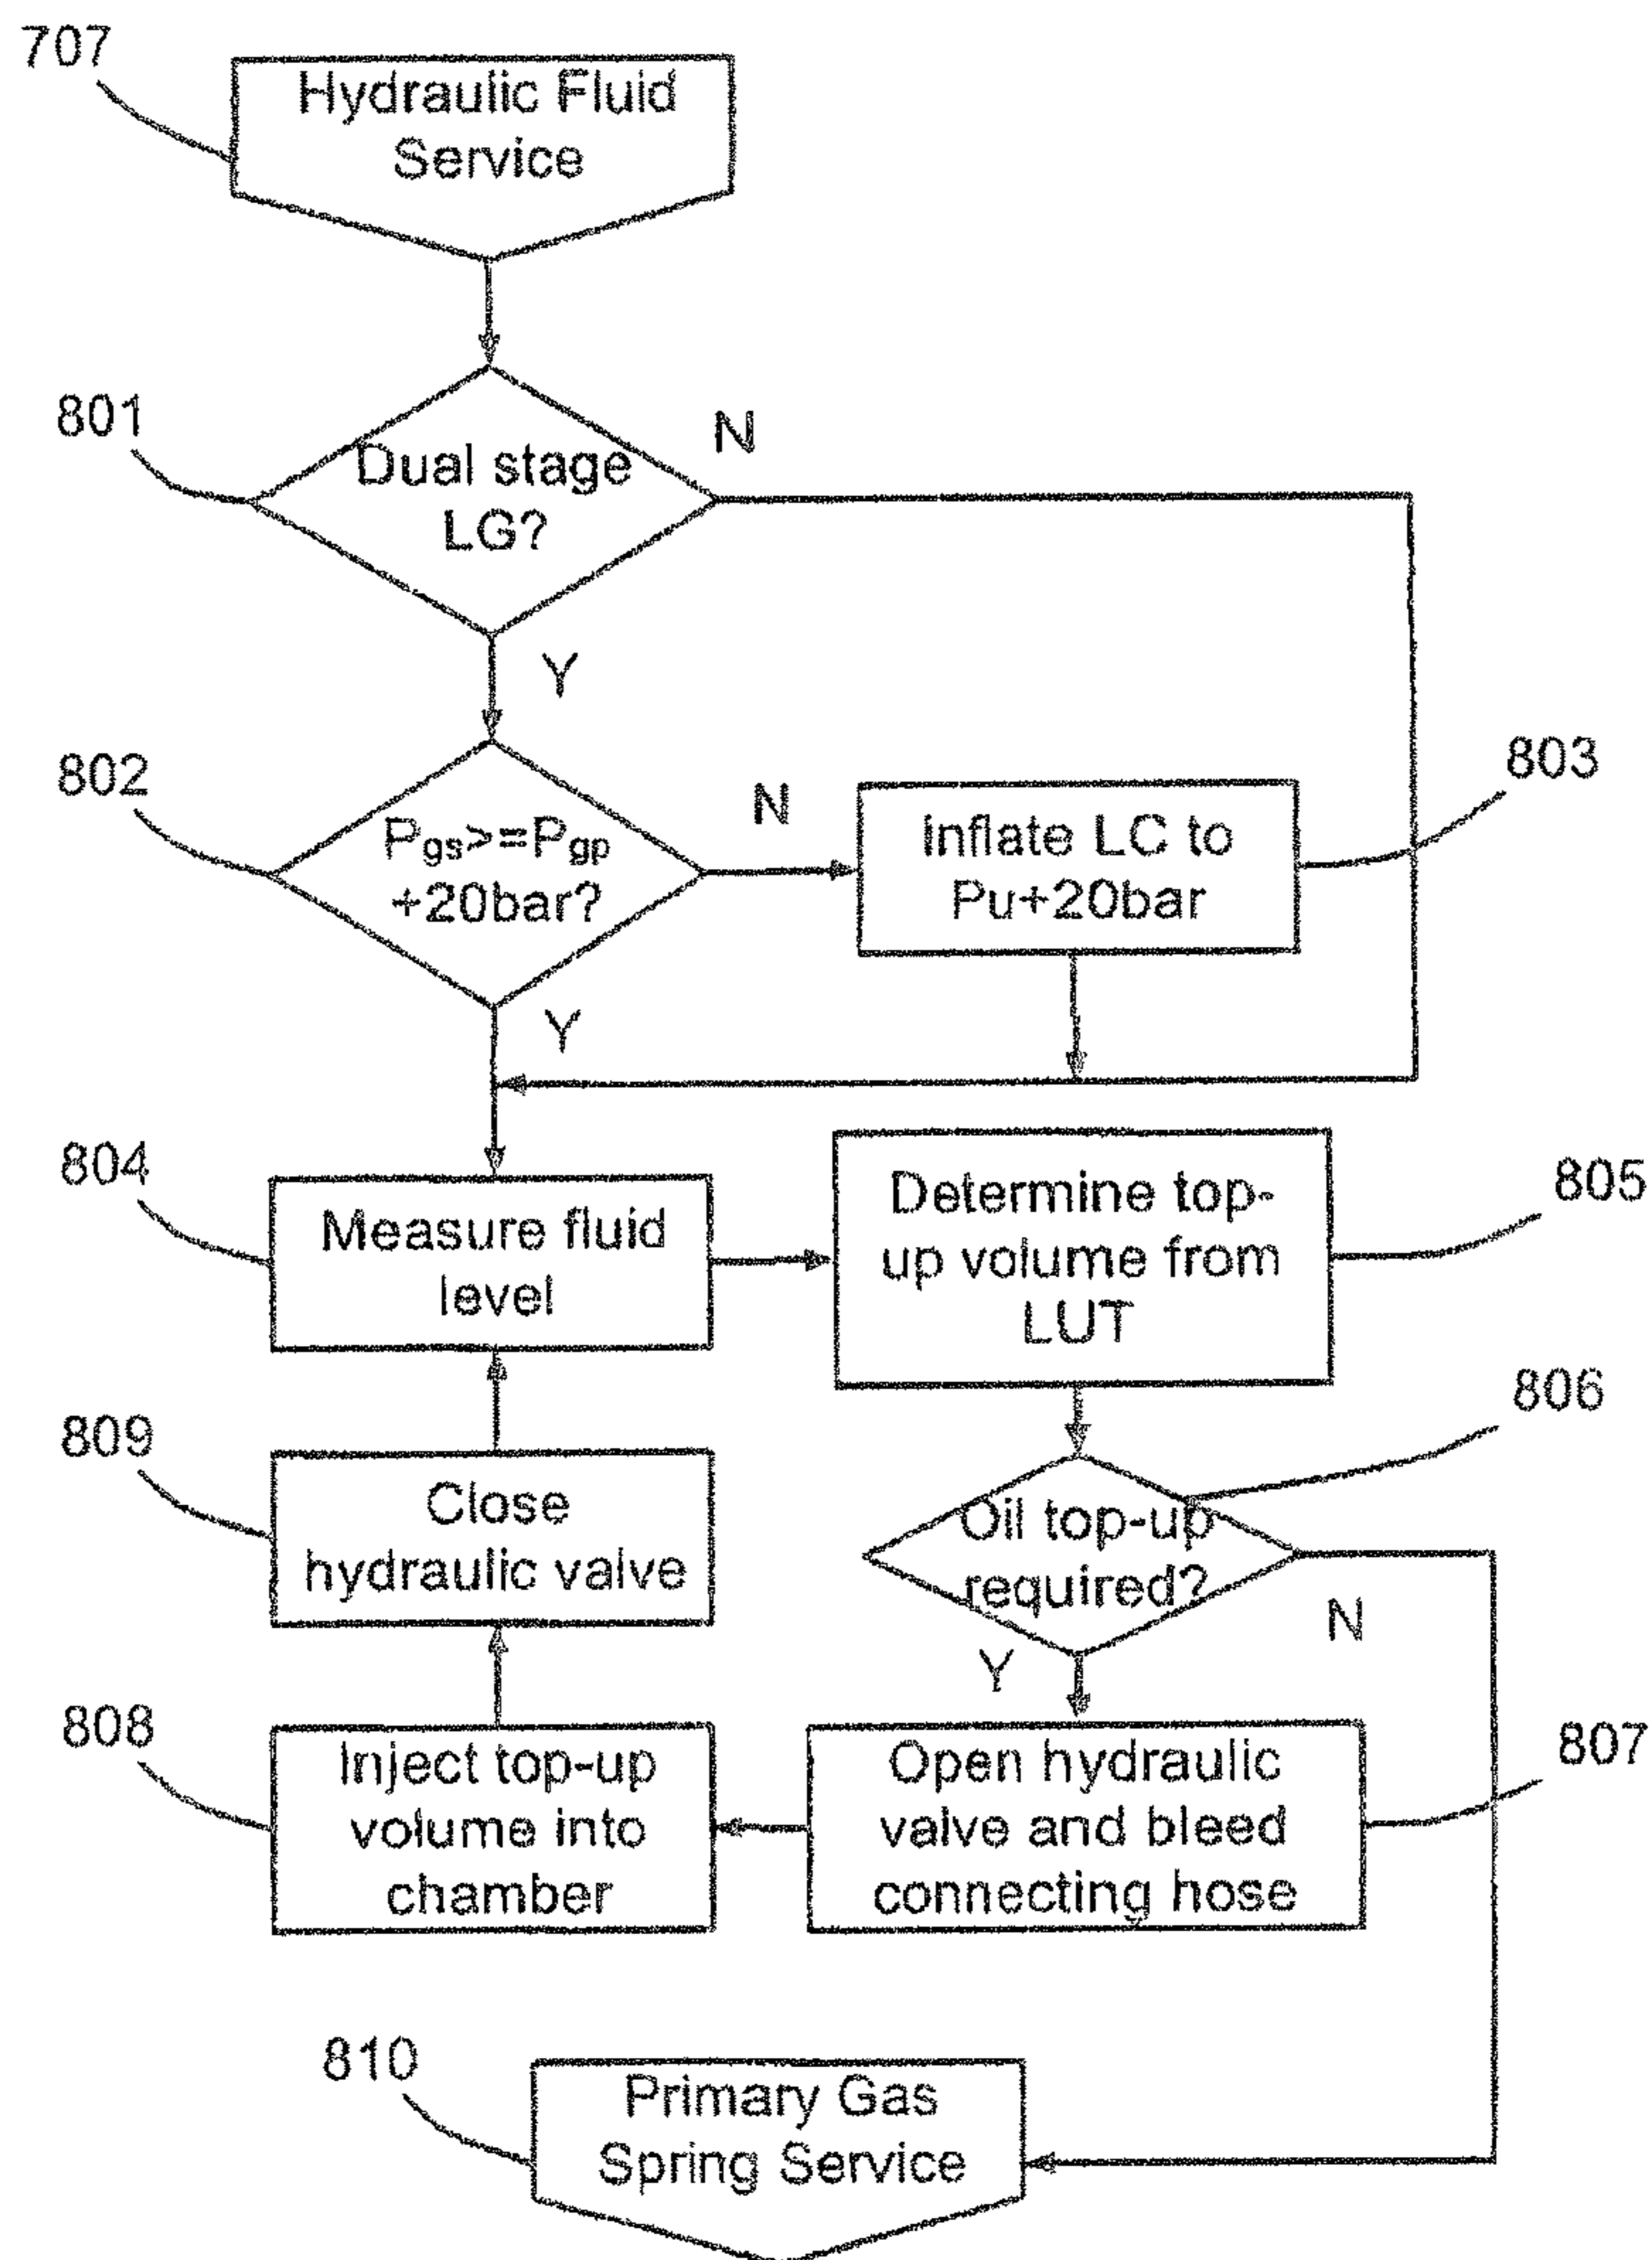 707
Hydraulic Fluid
Service
801
Dual stage
LG?
N
Y
802
Pgs>=Pgp
+20bar?
N
Inflate LC to
Pu+20bar
803
Y
804
Measure fluid
level
Determine top-
up volume from
LUT
805
806
809
Close
hydraulic valve
Oil top-up
required?
N
Y
808
Inject top-up
volume into
chamber
Open hydraulic
valve and bleed
connecting hose
807
810
Primary Gas
Spring Service